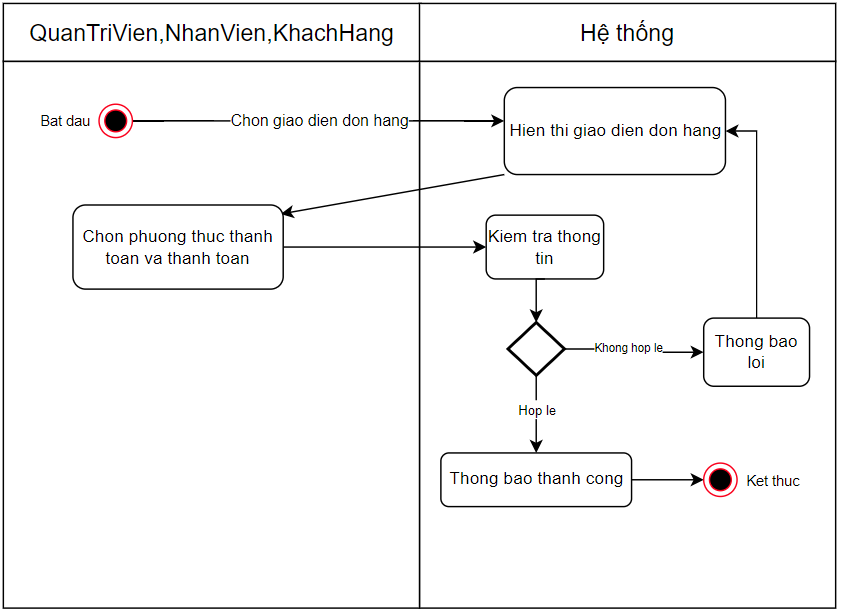 QuanTriVien,NhanVien,KhachHang
Hệ thống
Bat dau
Chon giao dien don hang
Hien thi giao dien don hang
Chon phuong thuc thanh
toan va thanh toan
Kiem tra thong
tin
Khong hop le
Thong bao
loi
Hop le
Thong bao thanh cong
Ket thuc